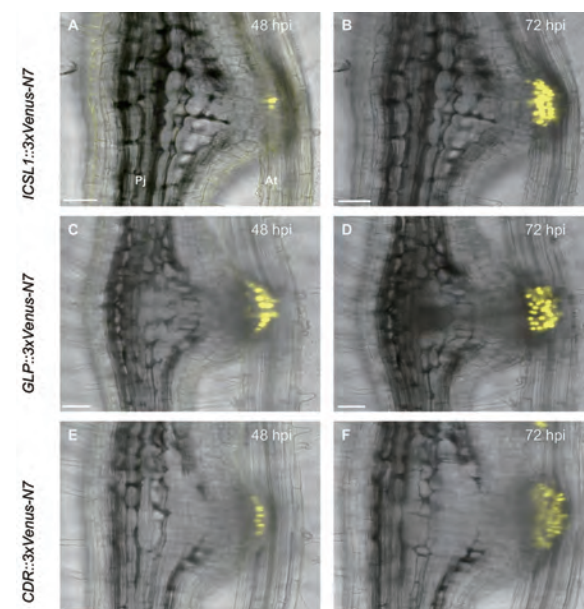 A 48 hpi
B 72 hpi
ICSL1::3xVenus-N7
Pj
At
C 48 hpi
D 72 hpi
GLP::3xVenus-N7
E 48 hpi
F 72 hpi
CDR::3xVenus-N7